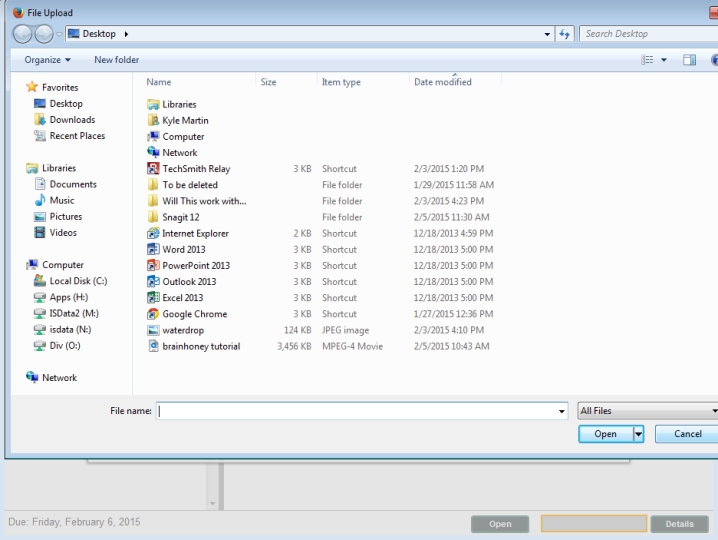 File Upload
Desktop
Search Desktop
Organize New folder
Name Size Item type Date modified
Favorites
Desktop
Downloads
Recent Places
Libraries
Documents
Music
Pictures
Videos
Computer
Local Disk (C:)
Apps (H:)
ISData2 (M:)
isdata (N:)
Div (O:)
Network
Libraries
Kyle Martin
Computer
Network
TechSmith Relay 3 KB Shortcut 2/3/2015 1:20 PM
To be deleted File folder 1/29/2015 11:58 AM
Will This work with... File folder 2/3/2015 4:23 PM
Snagit 12 File folder 2/5/2015 11:30 AM
Internet Explorer 2 KB Shortcut 12/18/2013 4:59 PM
Word 2013 3 KB Shortcut 12/18/2013 5:00 PM
PowerPoint 2013 3 KB Shortcut 12/18/2013 5:00 PM
Outlook 2013 3 KB Shortcut 12/18/2013 5:00 PM
Excel 2013 3 KB Shortcut 12/18/2013 5:00 PM
Google Chrome 3 KB Shortcut 1/27/2015 12:36 PM
waterdrop 124 KB JPEG image 2/3/2015 4:10 PM
brainhoney tutorial 3,456 KB MPEG-4 Movie 2/5/2015 10:43 AM
File name: All Files
Open Cancel
Due: Friday, February 6, 2015 Open Details